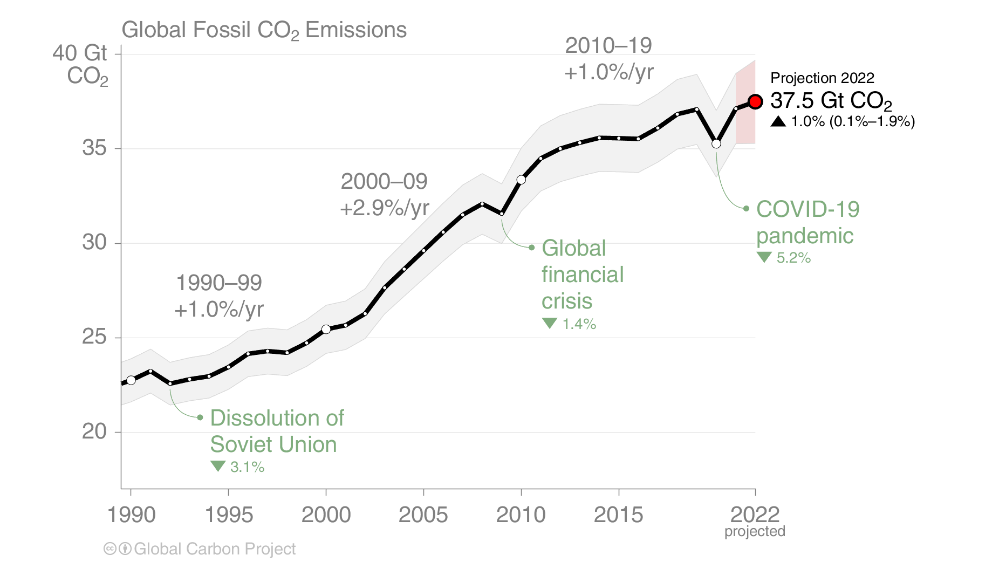 Global Fossil CO₂ Emissions
40 Gt
CO₂
35
30
25
20
2010–19
+1.0%/yr
Projection 2022
37.5 Gt CO₂
▲ 1.0% (0.1%–1.9%)
2000–09
+2.9%/yr
COVID-19
pandemic
▼ 5.2%
Global
financial
crisis
▼ 1.4%
1990–99
+1.0%/yr
Dissolution of
Soviet Union
▼ 3.1%
1990 1995 2000 2005 2010 2015 2022
projected
cc Global Carbon Project